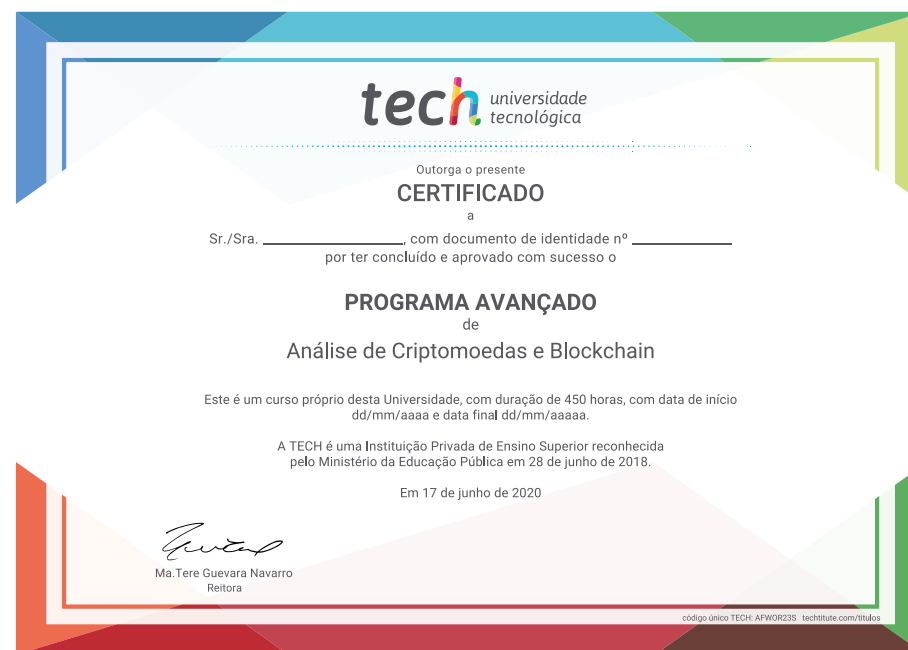 tech universidade
tecnológica
Outorga o presente
CERTIFICADO
a
Sr./Sra. ________________, com documento de identidade nº ____________
por ter concluído e aprovado com sucesso o
PROGRAMA AVANÇADO
de
Análise de Criptomoedas e Blockchain
Este é um curso próprio desta Universidade, com duração de 450 horas, com data de início
dd/mm/aaaa e data final dd/mm/aaaaa.
A TECH é uma Instituição Privada de Ensino Superior reconhecida
pelo Ministério da Educação Pública em 28 de junho de 2018.
Em 17 de junho de 2020
Ma.Tere Guevara Navarro
Reitora
código único TECH: AFWOR23S techtitute.com/titulos